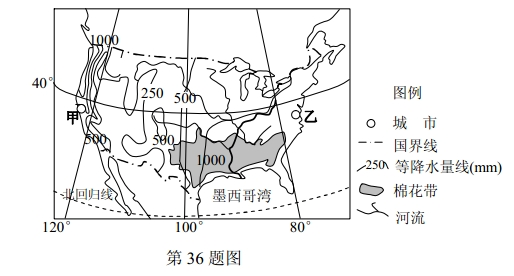 1000
40°
250
500
甲
乙
500
500
1000
北回归线
墨西哥湾
120°
100°
80°
图例
城 市
国界线
250 等降水量线(mm)
棉花带
河流
第 36 题图